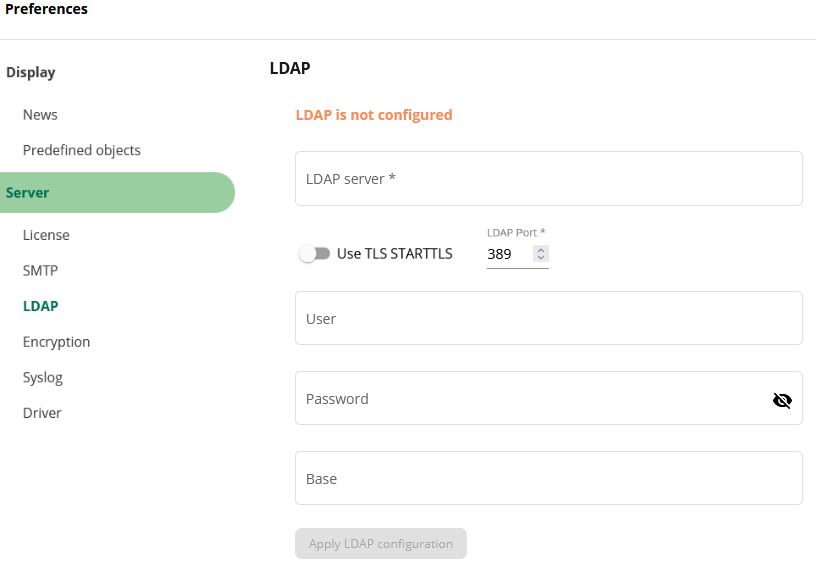 Preferences
Display
News
Predefined objects
Server
License
SMTP
LDAP
Encryption
Syslog
Driver
LDAP
LDAP is not configured
LDAP server *
Use TLS STARTTLS
LDAP Port *
389
User
Password
Base
Apply LDAP configuration